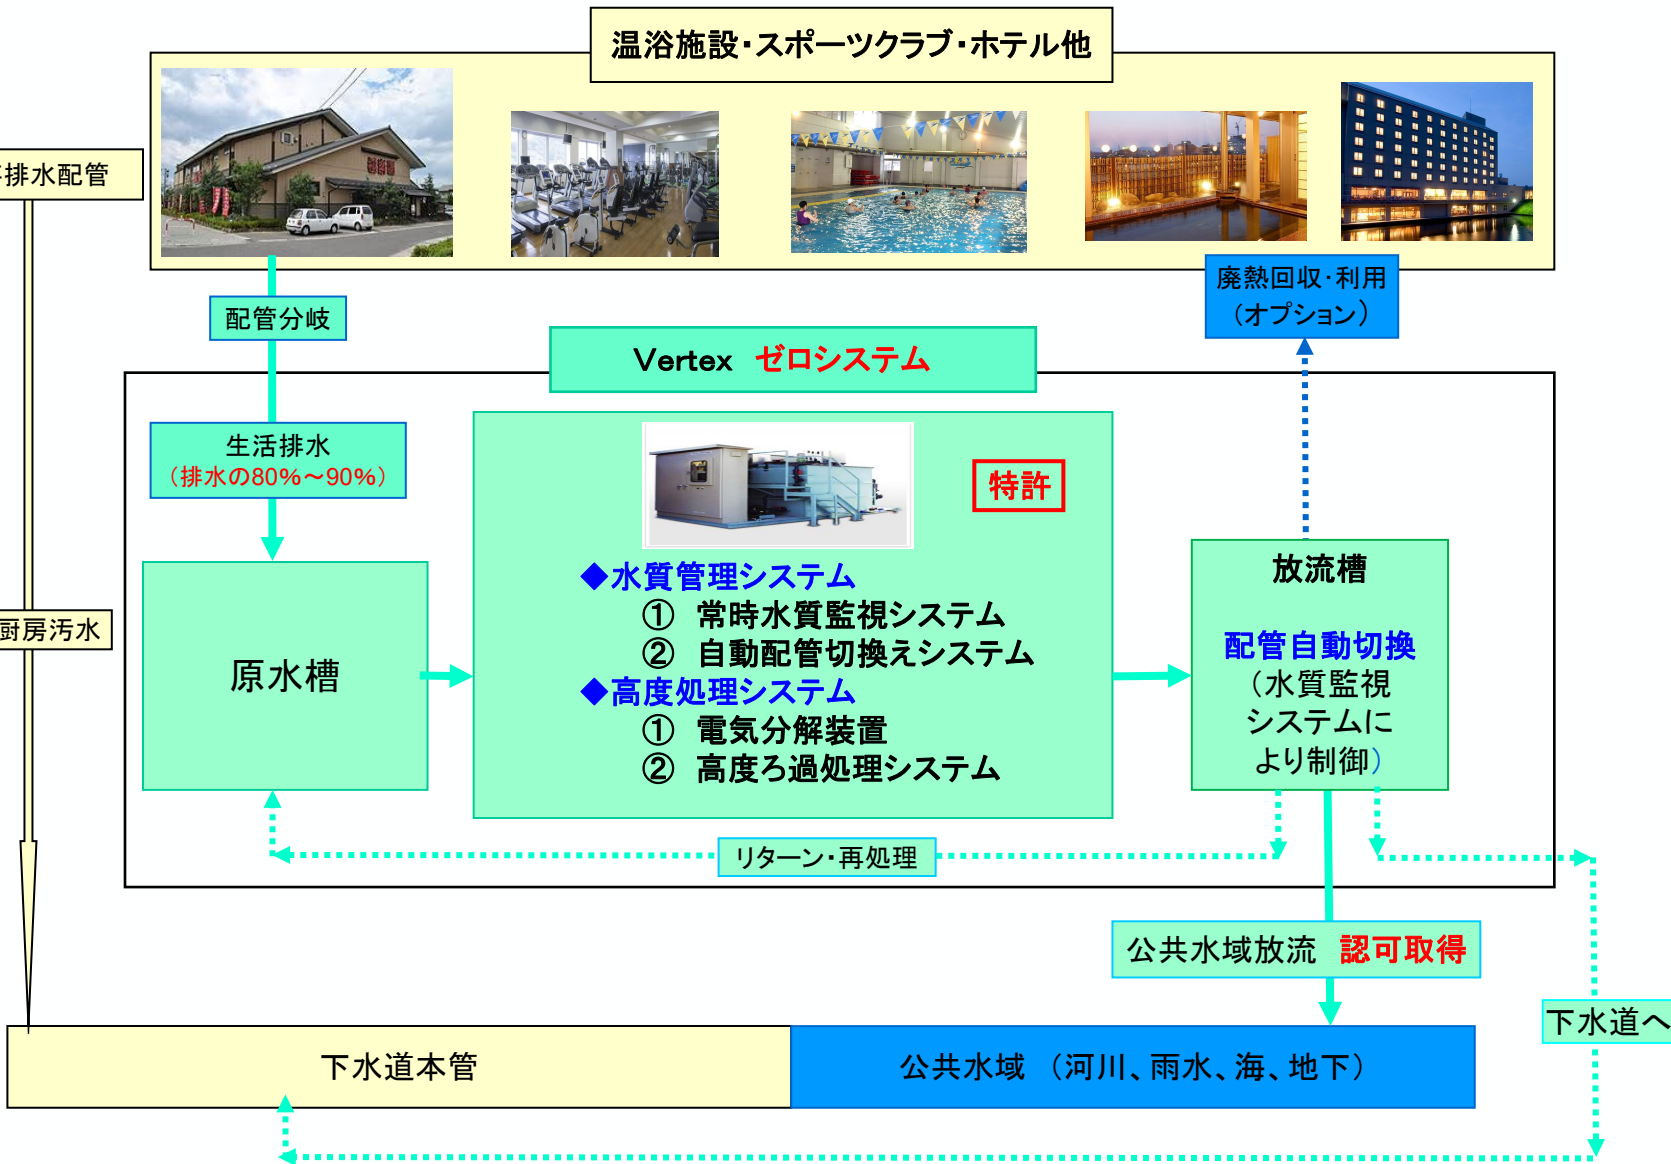 温浴施設・スポーツクラブ・ホテル他
排水配管
廃熱回収・利用
（オプション）
配管分岐
Vertex　ゼロシステム
生活排水
（排水の80%～90%）
特許
◆水質管理システム
①　常時水質監視システム
②　自動配管切換えシステム
◆高度処理システム
①　電気分解装置
②　高度ろ過処理システム
放流槽
配管自動切換
（水質監視
システムに
より制御）
厨房汚水
原水槽
リターン・再処理
公共水域放流　認可取得
下水道へ
下水道本管
公共水域　（河川、雨水、海、地下）